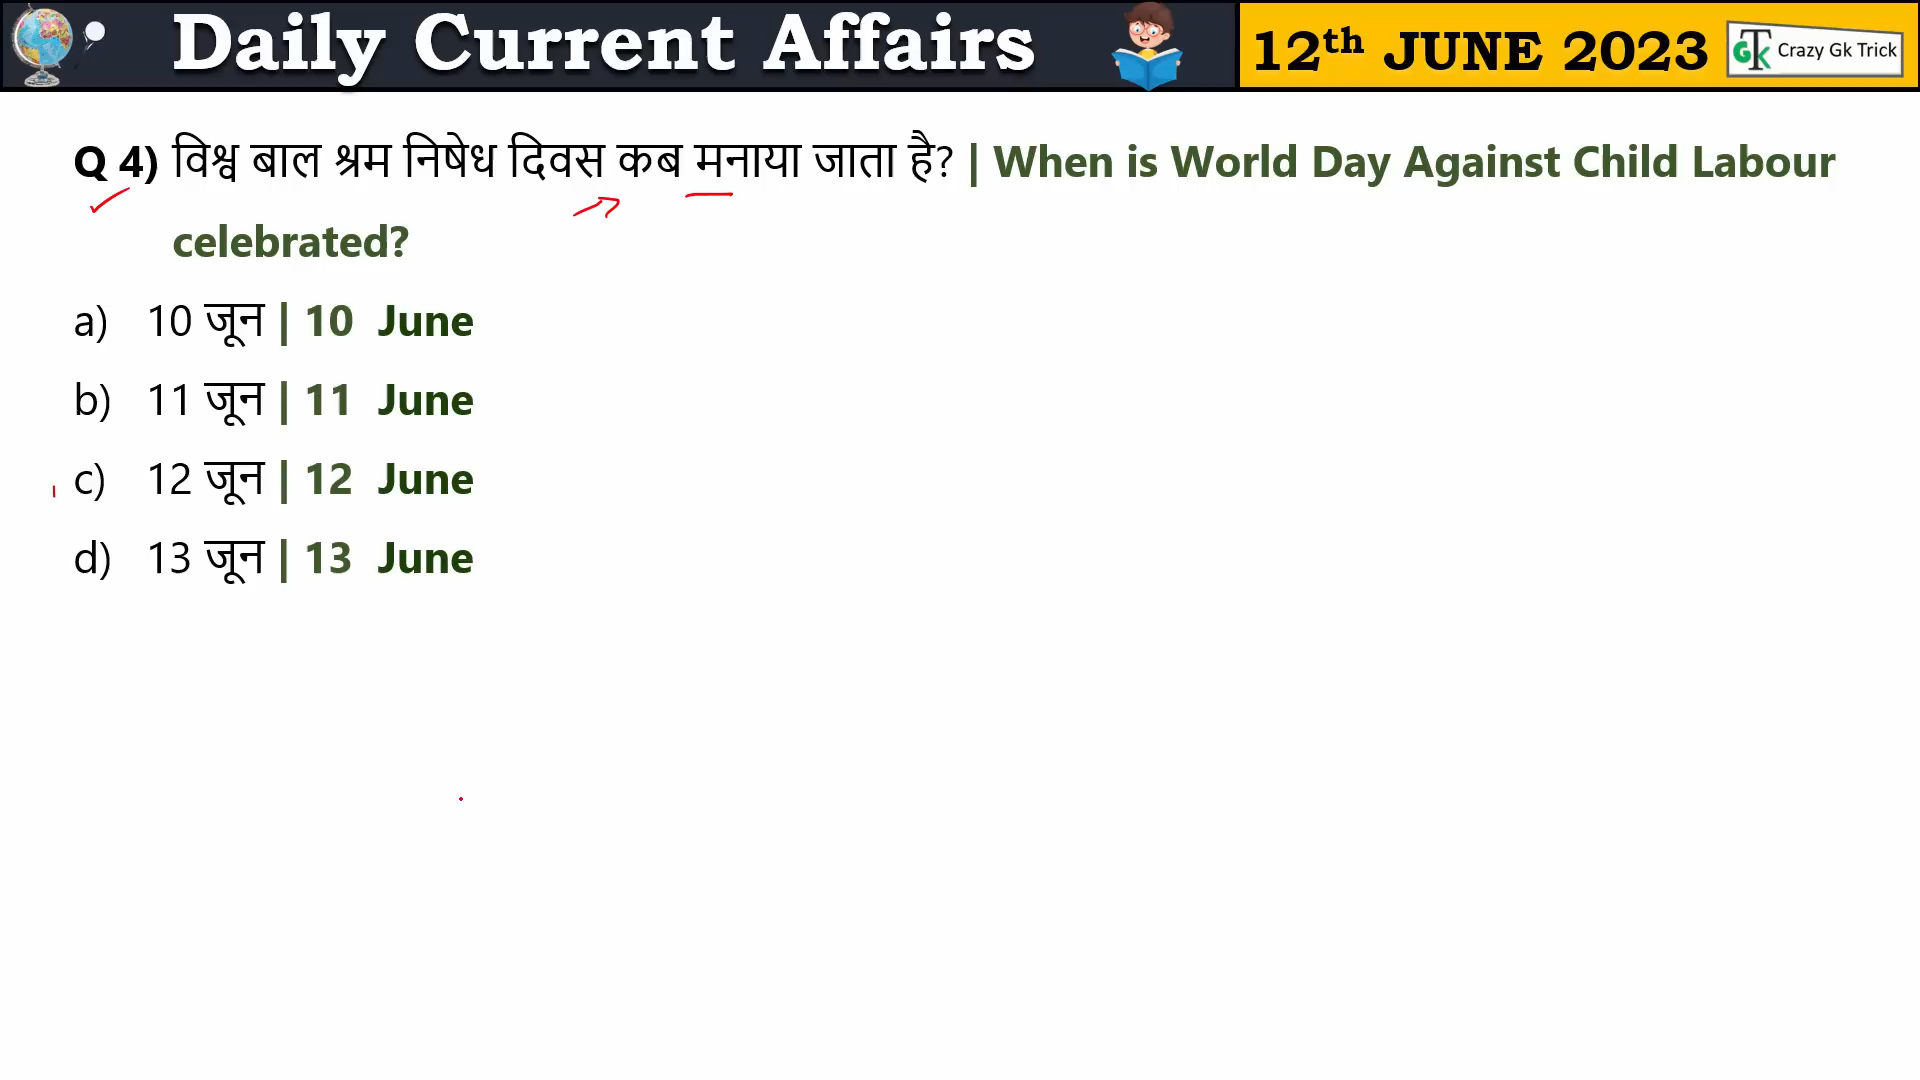 Daily Current Affairs
12th JUNE 2023
GTK Crazy Gk Trick
Q 4) विश्व बाल श्रम निषेध दिवस कब मनाया जाता है? | When is World Day Against Child Labour
celebrated?
a) 10 जून | 10 June
b) 11 जून | 11 June
c) 12 जून | 12 June
d) 13 जून | 13 June